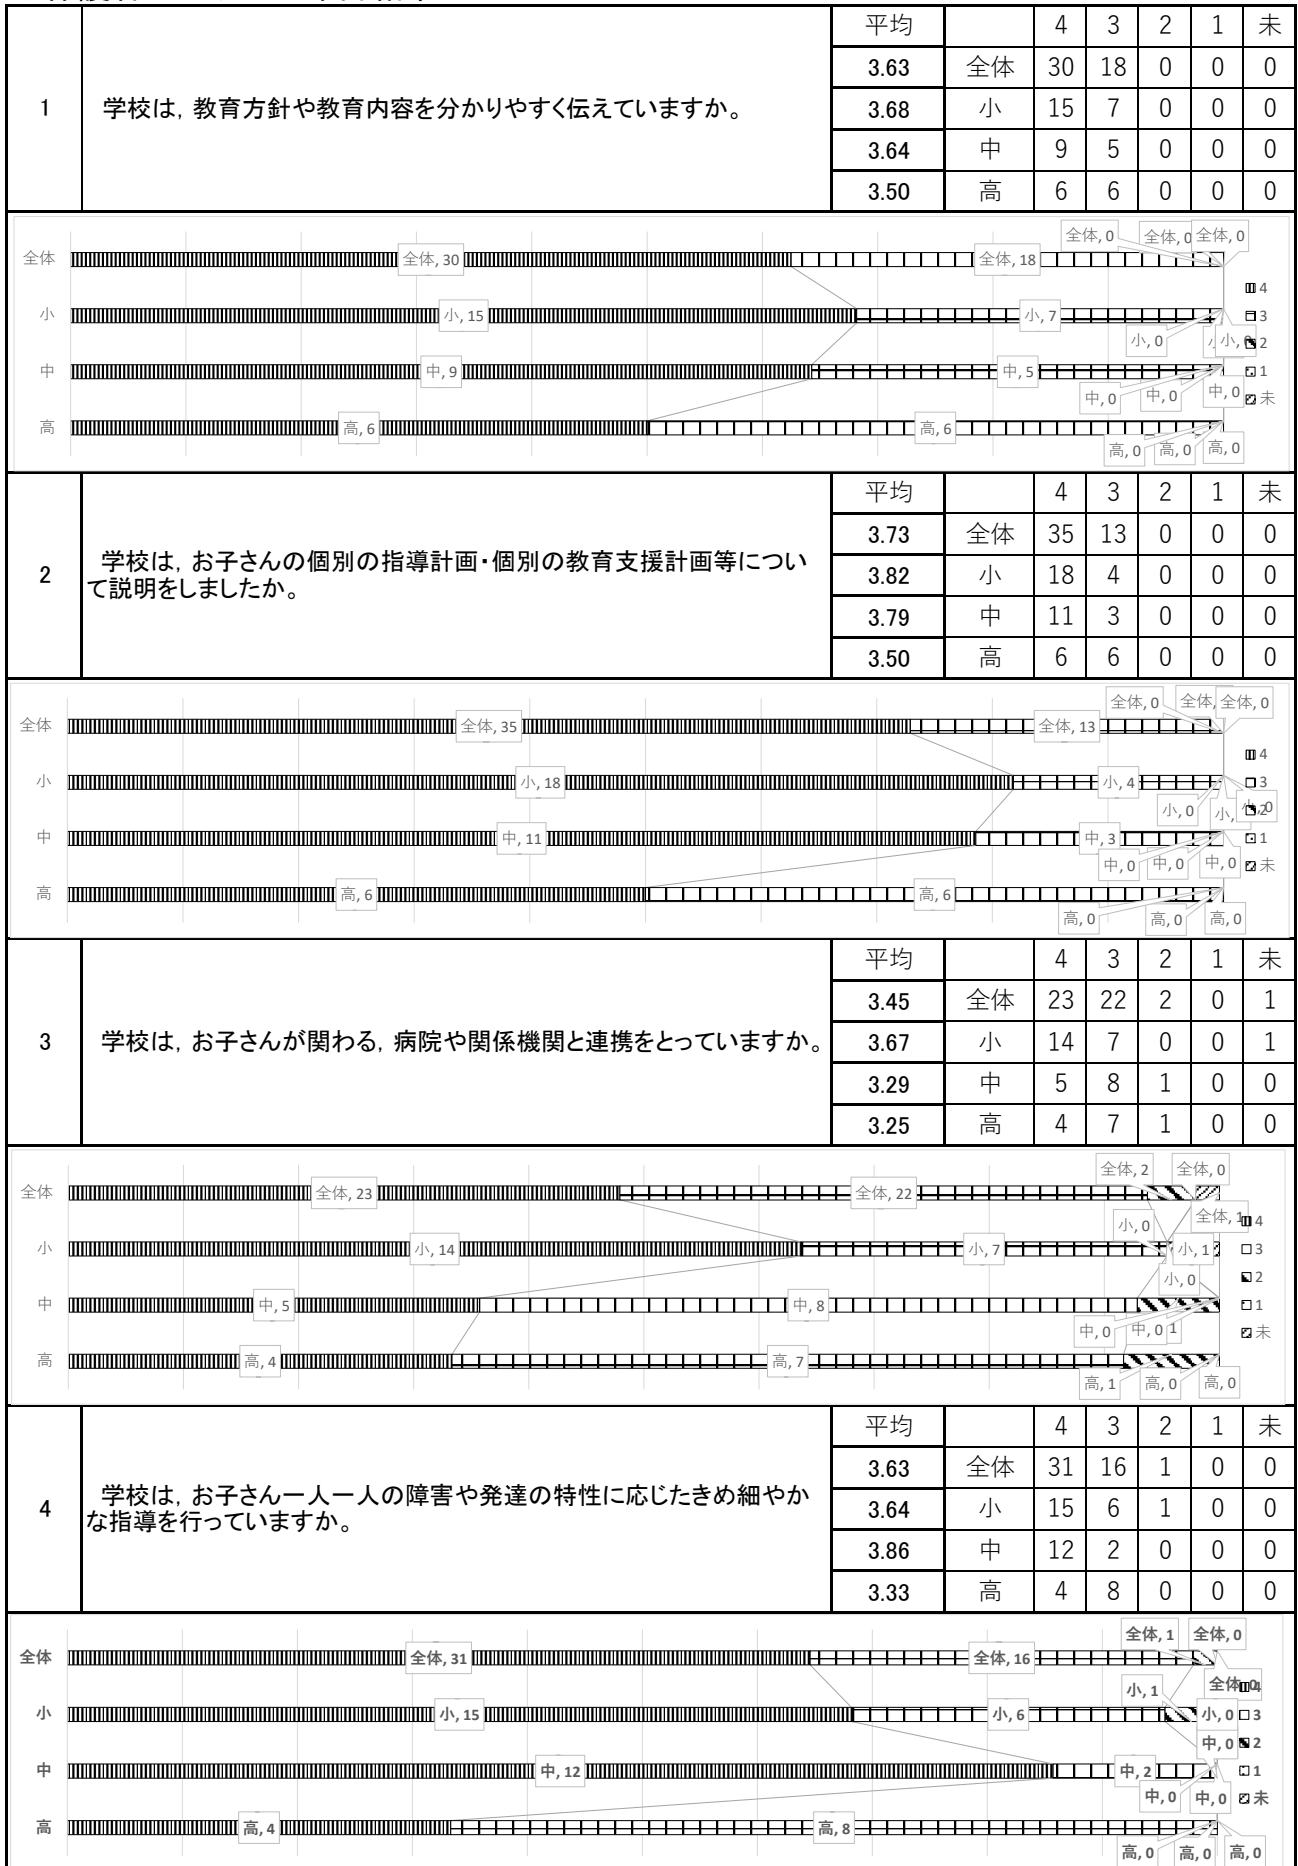 平均 4 3 2 1 未
3.63 全体 30 18 0 0 0
1 学校は，教育方針や教育内容を分かりやすく伝えていますか。
3.68 小 15 7 0 0 0
3.64 中 9 5 0 0 0
3.50 高 6 6 0 0 0
全体, 0 全体, 0 全体, 0
全体 全体, 30 全体, 18
4
小 小, 15 小, 7
3
小, 0 小, 2
中 中, 9 中, 5
1
中, 0 中, 0 中, 0 未
高 高, 6 高, 6
高, 0 高, 0 高, 0
平均 4 3 2 1 未
3.73 全体 35 13 0 0 0
2 学校は，お子さんの個別の指導計画・個別の教育支援計画等につい
て説明をしましたか。
3.82 小 18 4 0 0 0
3.79 中 11 3 0 0 0
3.50 高 6 6 0 0 0
全体, 0 全体, 全体, 0
全体 全体, 35 全体, 13
4
小 小, 18 小, 4
3
小, 0 小, 0 2
中 中, 11 中, 3
1
中, 0 中, 0 中, 0 未
高 高, 6 高, 6
高, 0 高, 0 高, 0
平均 4 3 2 1 未
3.45 全体 23 22 2 0 1
3 学校は，お子さんが関わる，病院や関係機関と連携をとっていますか。
3.67 小 14 7 0 0 1
3.29 中 5 8 1 0 0
3.25 高 4 7 1 0 0
全体, 2 全体, 0
全体 全体, 23 全体, 22
小, 0 全体, 1 4
小 小, 14 小, 7 小, 1 3
小, 0 2
中 中, 5 中, 8
1
中, 0 中, 0 1 未
高 高, 4 高, 7
高, 1 高, 0 高, 0
平均 4 3 2 1 未
3.63 全体 31 16 1 0 0
4 学校は，お子さん一人一人の障害や発達の特性に応じたきめ細やか
な指導を行っていますか。
3.64 小 15 6 1 0 0
3.86 中 12 2 0 0 0
3.33 高 4 8 0 0 0
全体, 1 全体, 0
全体 全体, 31 全体, 16
小, 1 全体, 0 4
小 小, 15 小, 6 小, 0 3
中, 0 2
中 中, 12 中, 2
1
中, 0 中, 0 未
高 高, 4 高, 8
高, 0 高, 0 高, 0